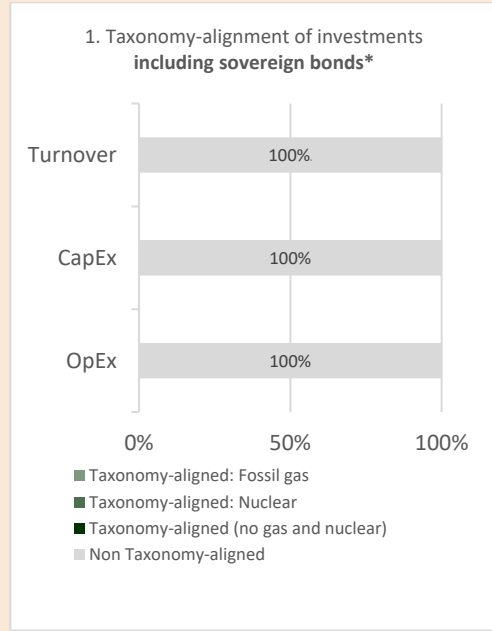 1. Taxonomy-alignment of investments
including sovereign bonds*
Turnover
100%
CapEx
100%
OpEx
100%
0% 50% 100%
Taxonomy-aligned: Fossil gas
Taxonomy-aligned: Nuclear
Taxonomy-aligned (no gas and nuclear)
Non Taxonomy-aligned